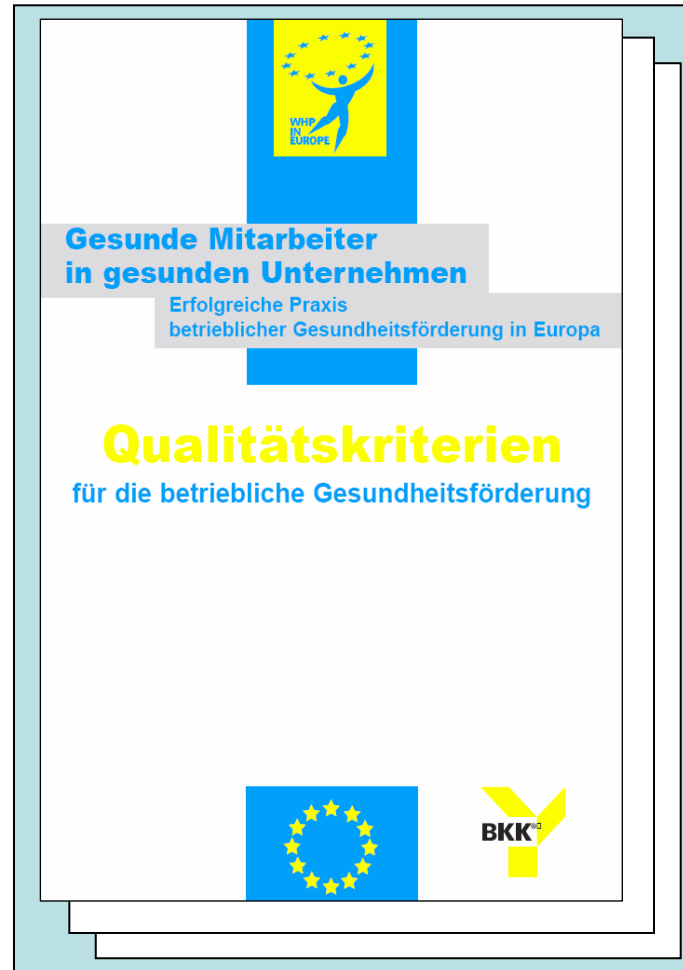 WHP
IN
EUROPE
Gesunde Mitarbeiter
in gesunden Unternehmen
Erfolgreiche Praxis
betrieblicher Gesundheitsförderung in Europa
Qualitätskriterien
für die betriebliche Gesundheitsförderung
BKK®